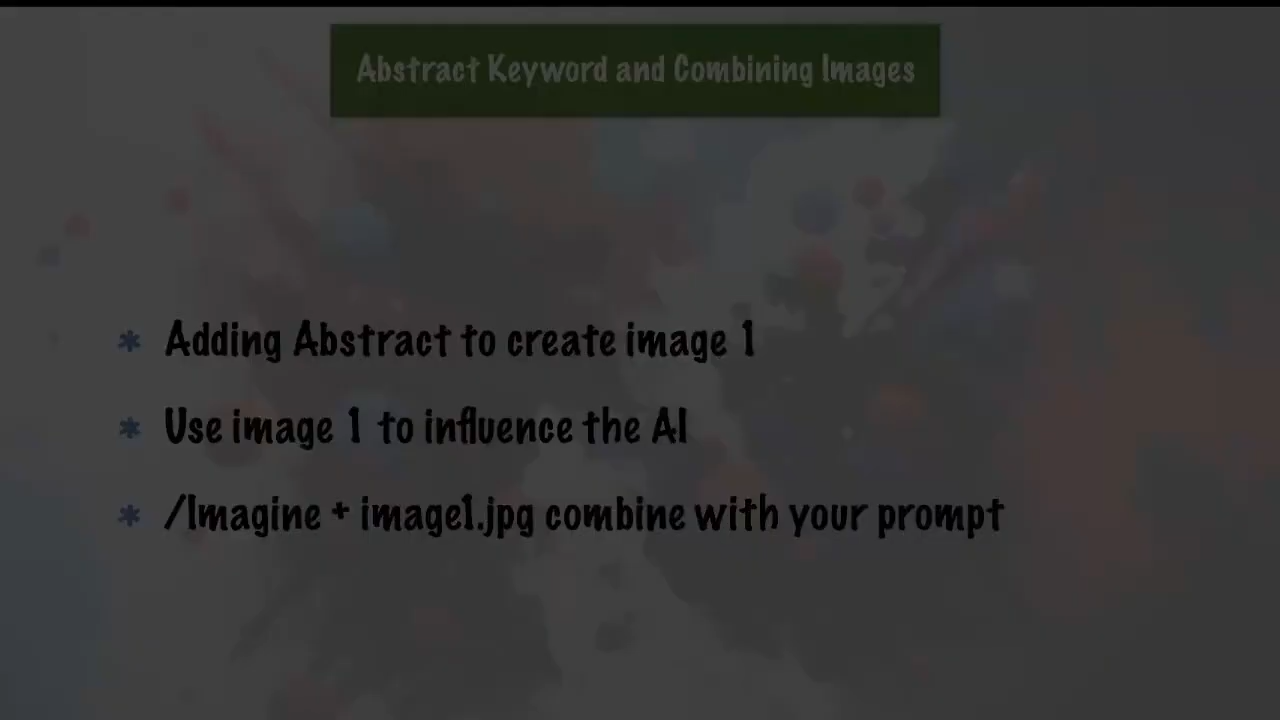 Abstract Keyword and Combining Images
* Adding Abstract to create image 1
* Use image 1 to influence the AI
* /Imagine + image1.jpg combine with your prompt